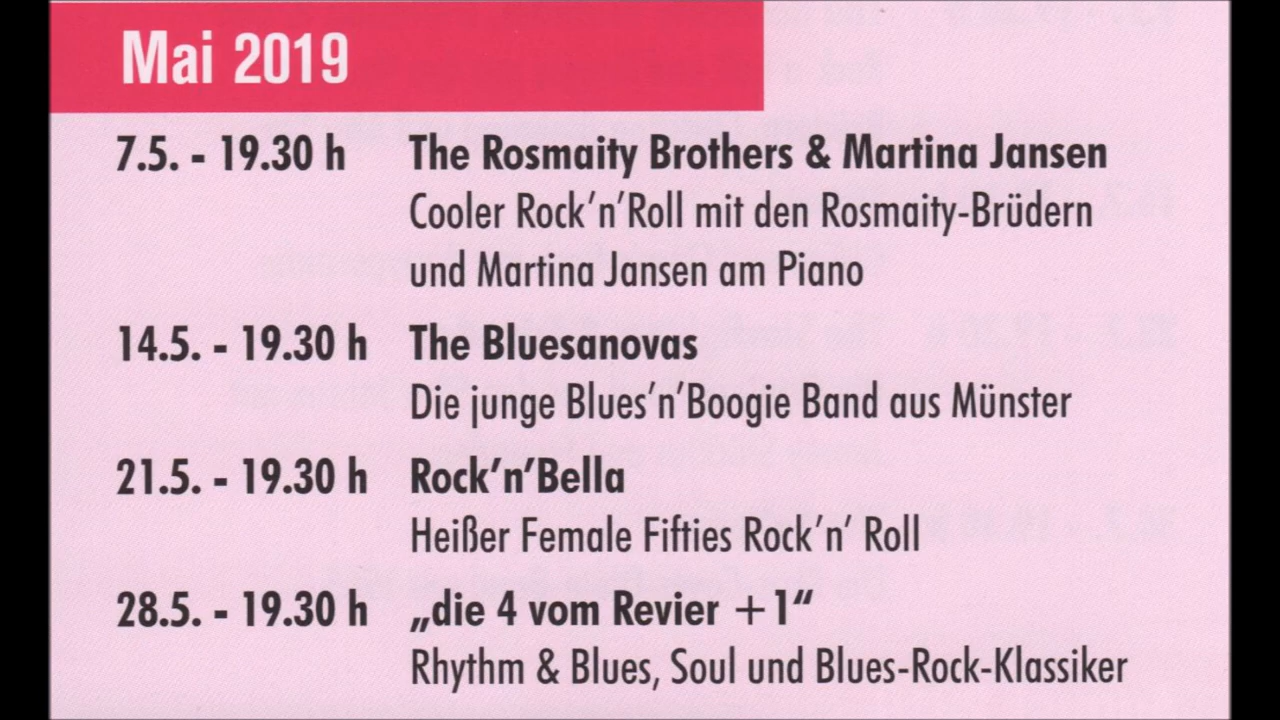 Mai 2019
7.5. - 19.30 h The Rosmaity Brothers & Martina Jansen
Cooler Rock’n’Roll mit den Rosmaity-Brüdern
und Martina Jansen am Piano
14.5. - 19.30 h The Bluesanovas
Die junge Blues’n’Boogie Band aus Münster
21.5. - 19.30 h Rock’n’Bella
Heißer Female Fifties Rock’n’ Roll
28.5. - 19.30 h „die 4 vom Revier +1“
Rhythm & Blues, Soul und Blues-Rock-Klassiker